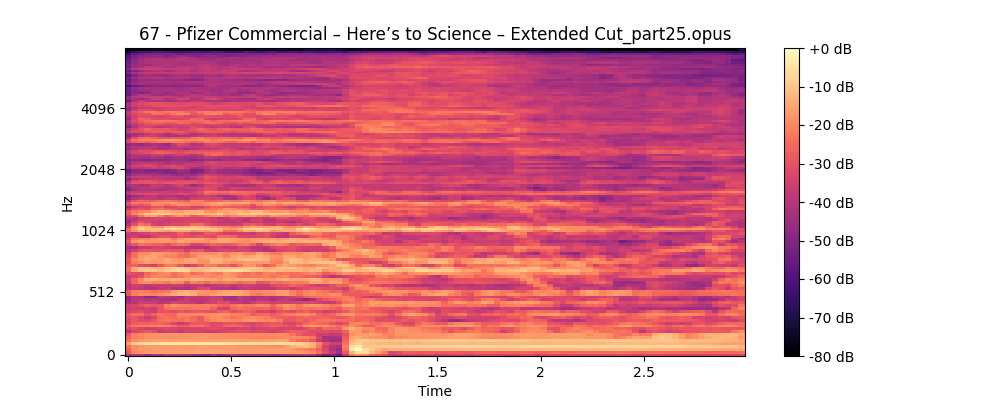 67 - Pfizer Commercial – Here’s to Science – Extended Cut_part25.opus
Hz
4096
2048
1024
512
0
0
0.5
1
1.5
2
2.5
Time
+0 dB
-10 dB
-20 dB
-30 dB
-40 dB
-50 dB
-60 dB
-70 dB
-80 dB